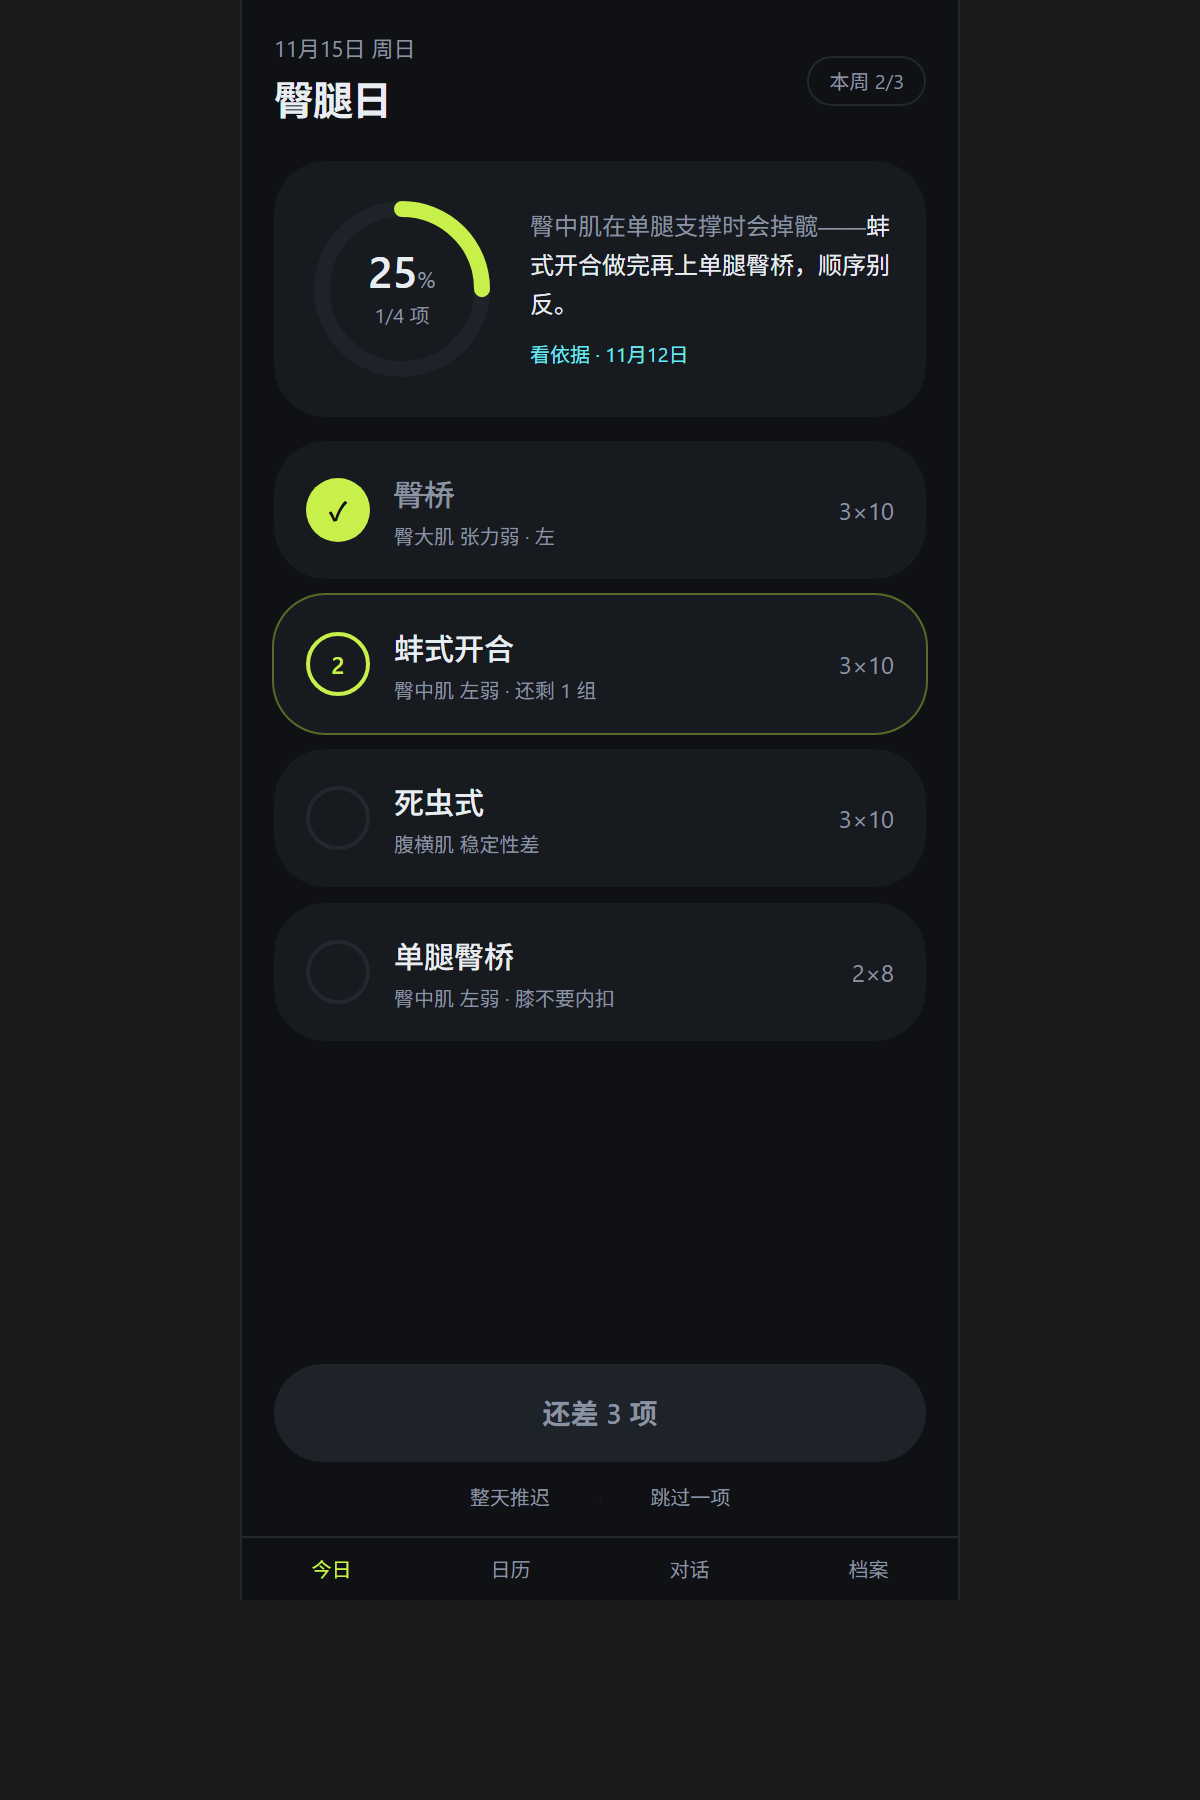 11月15日 周日
臀腿日
本周 2/3
25%
1/4 项
臀中肌在单腿支撑时会掉髋——蚌
式开合做完再上单腿臀桥，顺序别
反。
看依据 · 11月12日
✓
臀桥
臀大肌 张力弱 · 左
3×10
2
蚌式开合
臀中肌 左弱 · 还剩 1 组
3×10
死虫式
腹横肌 稳定性差
3×10
单腿臀桥
臀中肌 左弱 · 膝不要内扣
2×8
还差 3 项
整天推迟 · 跳过一项
今日 日历 对话 档案